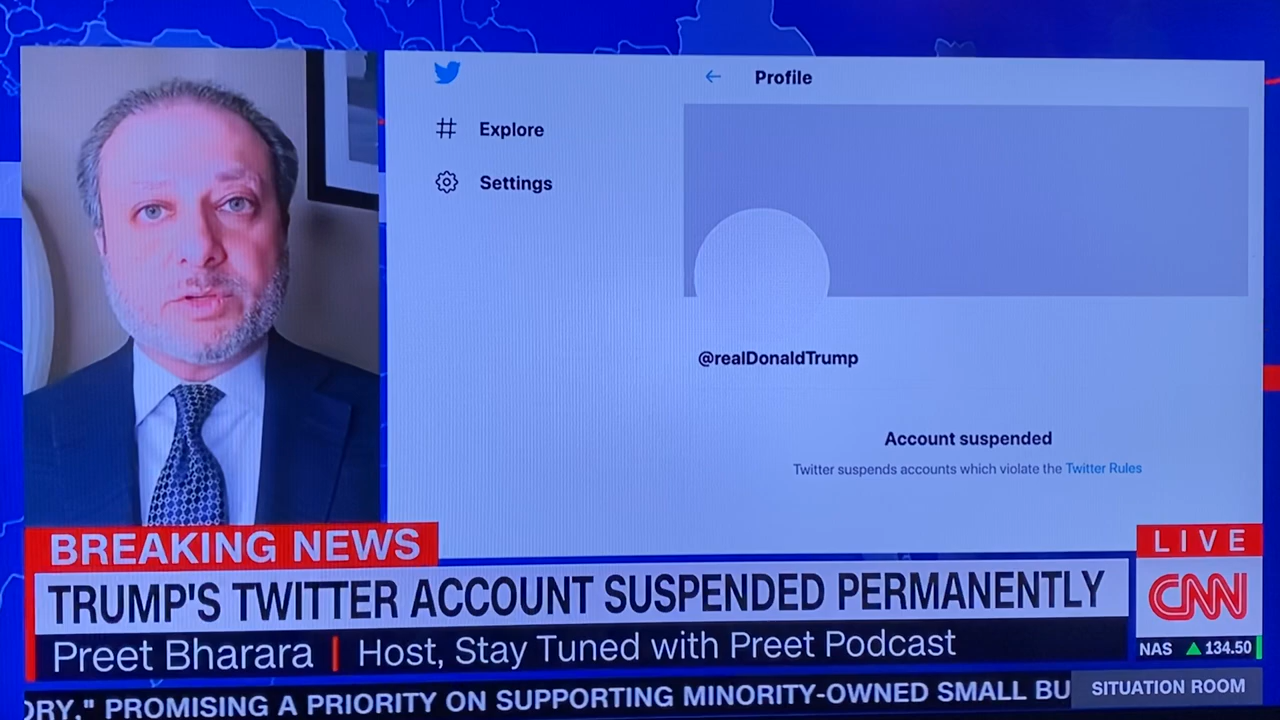 Profile
# Explore
Settings
@realDonaldTrump
Account suspended
Twitter suspends accounts which violate the Twitter Rules
BREAKING NEWS
LIVE
TRUMP'S TWITTER ACCOUNT SUSPENDED PERMANENTLY
CNN
Preet Bharara | Host, Stay Tuned with Preet Podcast
NAS ▲ 134.50
," PROMISING A PRIORITY ON SUPPORTING MINORITY-OWNED SMALL
SITUATION ROOM